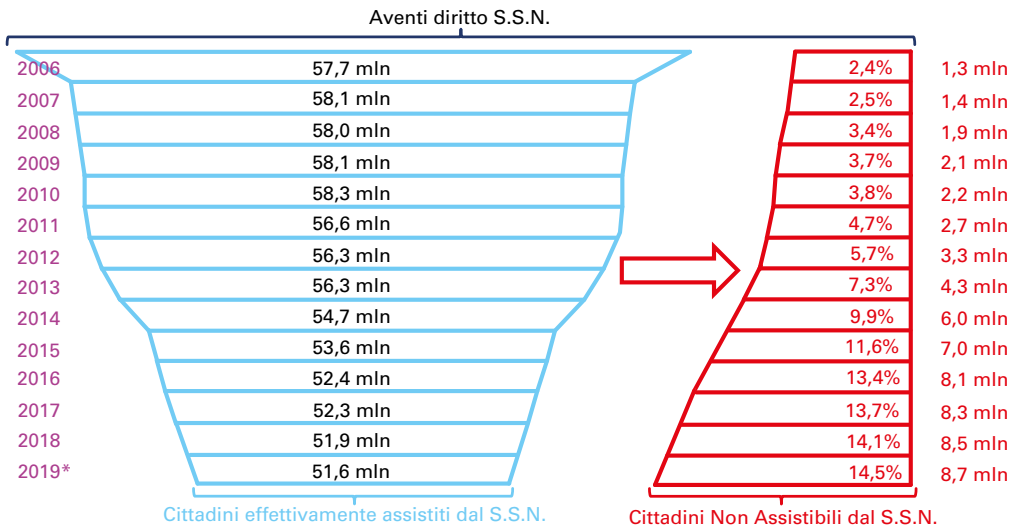 Aventi diritto S.S.N.
2006 57,7 mln 2,4% 1,3 mln
2007 58,1 mln 2,5% 1,4 mln
2008 58,0 mln 3,4% 1,9 mln
2009 58,1 mln 3,7% 2,1 mln
2010 58,3 mln 3,8% 2,2 mln
2011 56,6 mln 4,7% 2,7 mln
2012 56,3 mln 5,7% 3,3 mln
2013 56,3 mln 7,3% 4,3 mln
2014 54,7 mln 9,9% 6,0 mln
2015 53,6 mln 11,6% 7,0 mln
2016 52,4 mln 13,4% 8,1 mln
2017 52,3 mln 13,7% 8,3 mln
2018 51,9 mln 14,1% 8,5 mln
2019* 51,6 mln 14,5% 8,7 mln
Cittadini effettivamente assistiti dal S.S.N. Cittadini Non Assistibili dal S.S.N.